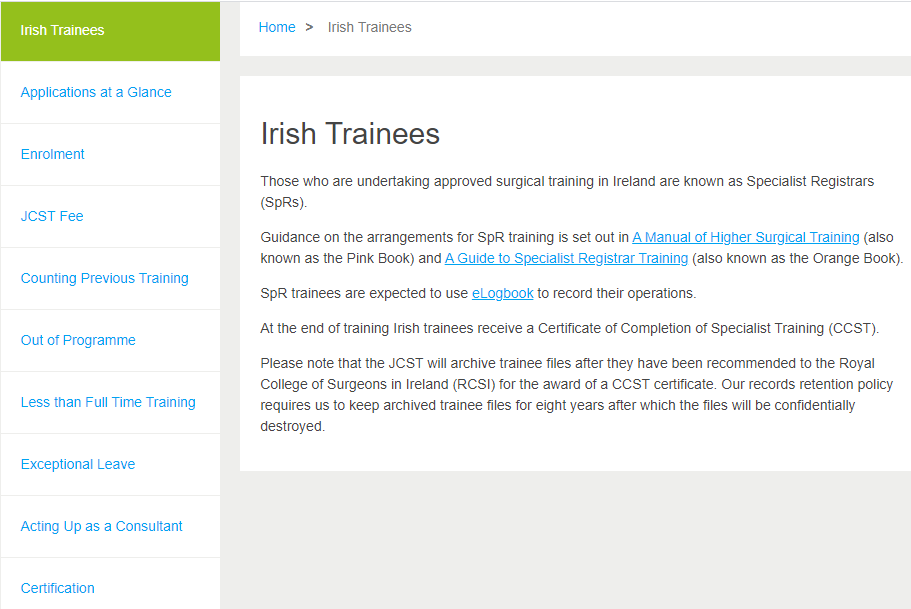 Irish Trainees
Applications at a Glance
Enrolment
JCST Fee
Counting Previous Training
Out of Programme
Less than Full Time Training
Exceptional Leave
Acting Up as a Consultant
Certification
Home > Irish Trainees
Irish Trainees
Those who are undertaking approved surgical training in Ireland are known as Specialist Registrars
(SpRs).
Guidance on the arrangements for SpR training is set out in A Manual of Higher Surgical Training (also
known as the Pink Book) and A Guide to Specialist Registrar Training (also known as the Orange Book).
SpR trainees are expected to use eLogbook to record their operations.
At the end of training Irish trainees receive a Certificate of Completion of Specialist Training (CCST).
Please note that the JCST will archive trainee files after they have been recommended to the Royal
College of Surgeons in Ireland (RCSI) for the award of a CCST certificate. Our records retention policy
requires us to keep archived trainee files for eight years after which the files will be confidentially
destroyed.